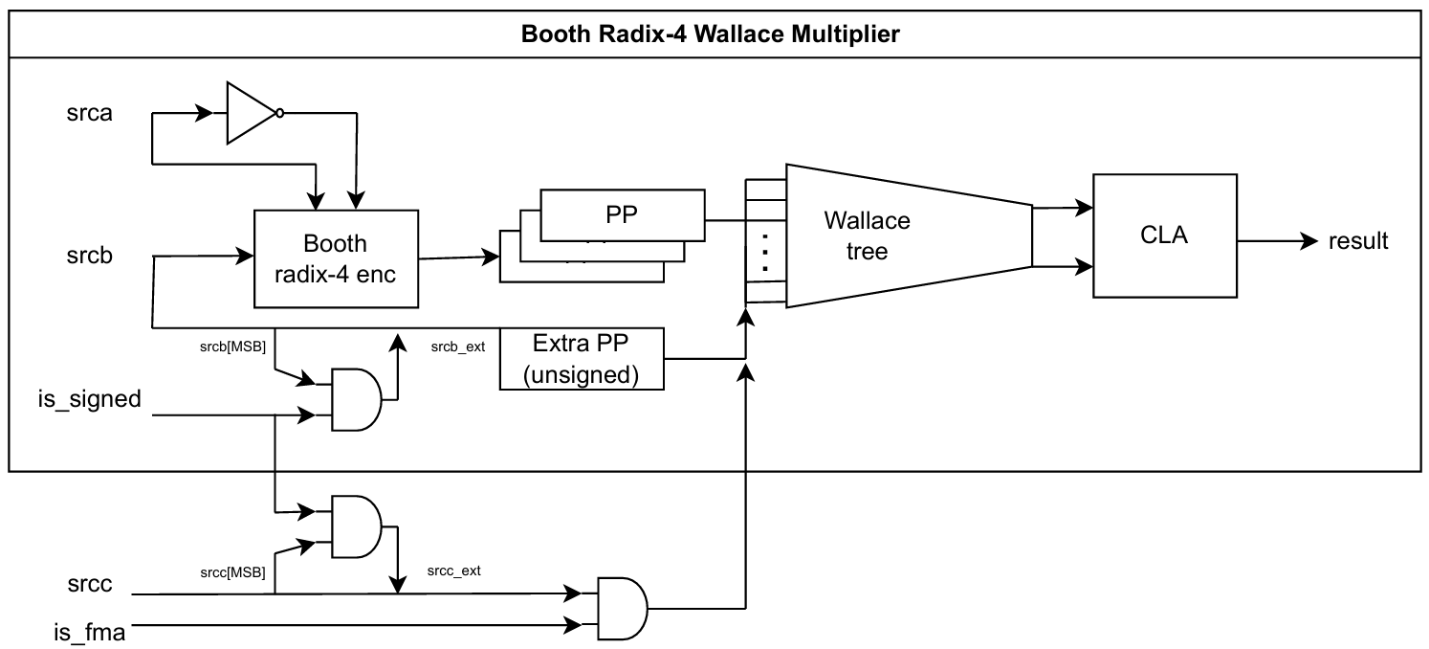 Booth Radix-4 Wallace Multiplier
srca
PP
Wallace
tree
CLA
result
srcb
Booth
radix-4 enc
srcb[MSB]
srcb_ext
Extra PP
(unsigned)
is_signed
srcc[MSB]
srcc_ext
srcc
is_fma